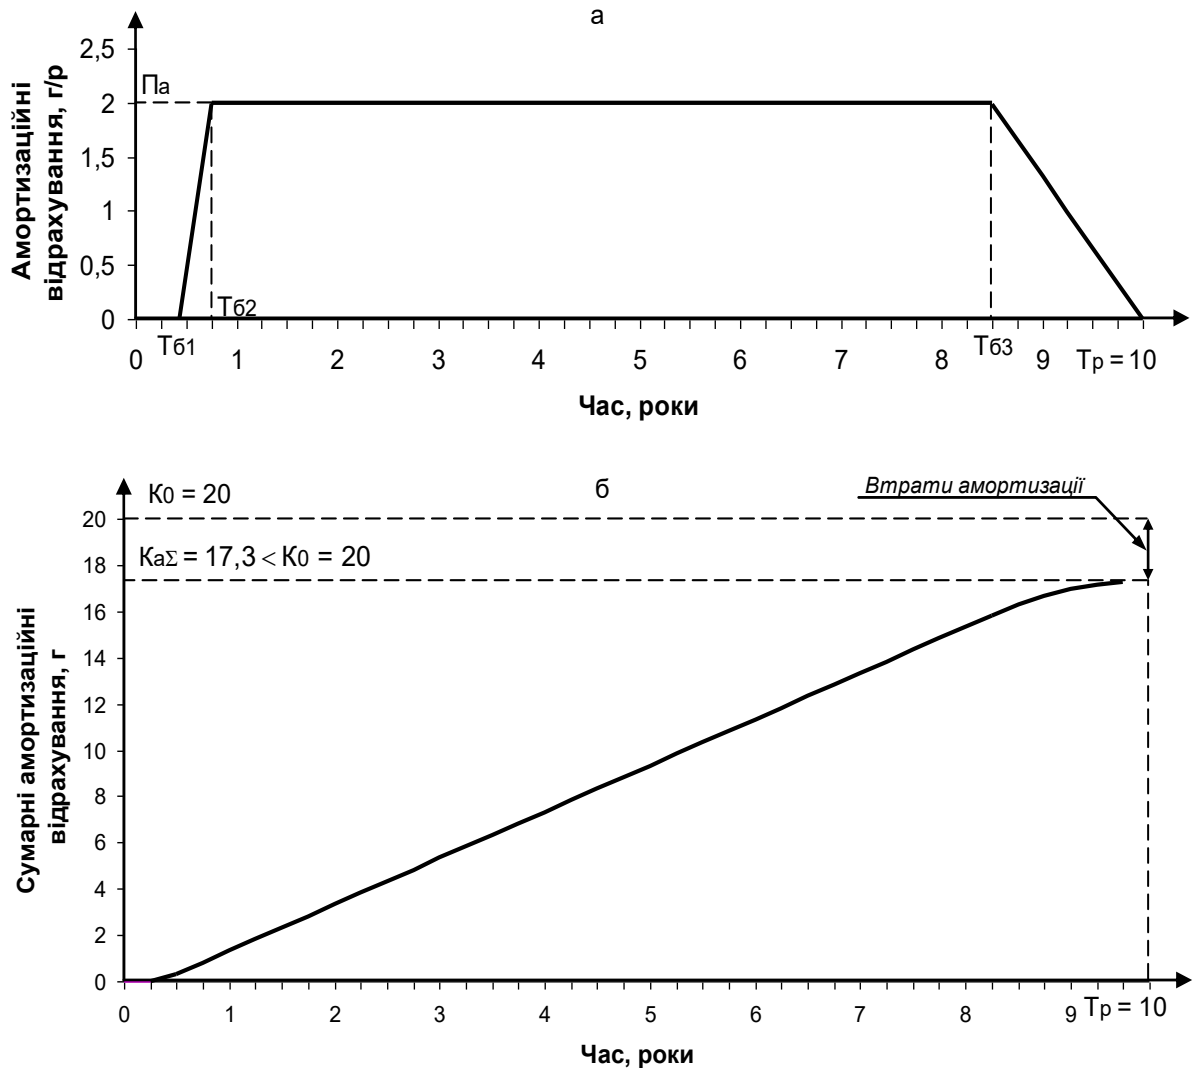 а
Амортизаційні
відрахування, г/р
2,5
2
1,5
1
0,5
0
Па
Тб2
Тб1
Тб3
0 1 2 3 4 5 6 7 8 9 Тр = 10
Час, роки
б
К0 = 20
Втрати амортизації
КаΣ = 17,3 < К0 = 20
Сумарні амортизаційні
відрахування, г
20
18
16
14
12
10
8
6
4
2
0
0 1 2 3 4 5 6 7 8 9 Тр = 10
Час, роки